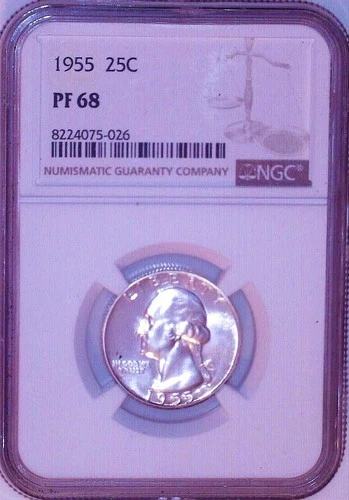 1955 25C
PF 68
8224075-026
NUMISMATIC GUARANTY COMPANY
NGC®
LIBERTY
IN GOD WE
TRUST
1955